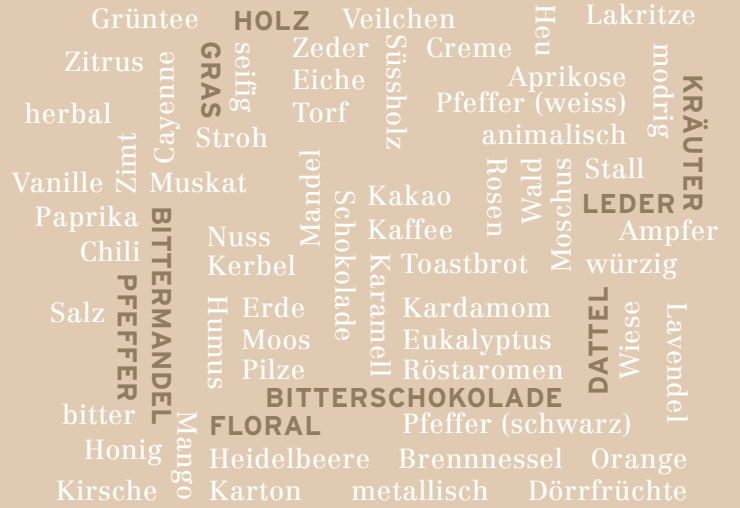 Grüntee
HOLZ
Veilchen
Heu
Lakritze
Zitrus
Cayenne
GRAS
seifig
Zeder
Süssholz
Creme
Eiche
Aprikose
modrig
KRÄUTER
herbal
Torf
Pfeffer (weiss)
Zimt
Stroh
animalisch
Vanille
Muskat
Mandel
Schokolade
Kakao
Rosen
Wald
Moschus
Stall
LEDER
Paprika
BITTERMANDEL
Nuss
Kaffee
Ampfer
Chili
Kerbel
Karamell
Toastbrot
würzig
PFEFFER
Salz
Humus
Erde
Kardamom
DATTEL
Wiese
Lavendel
Moos
Eukalyptus
Pilze
Röstaromen
BITTERSCHOKOLADE
bitter
Mango
FLORAL
Pfeffer (schwarz)
Honig
Heidelbeere
Brennnessel
Orange
Kirsche
Karton
metallisch
Dörrfrüchte